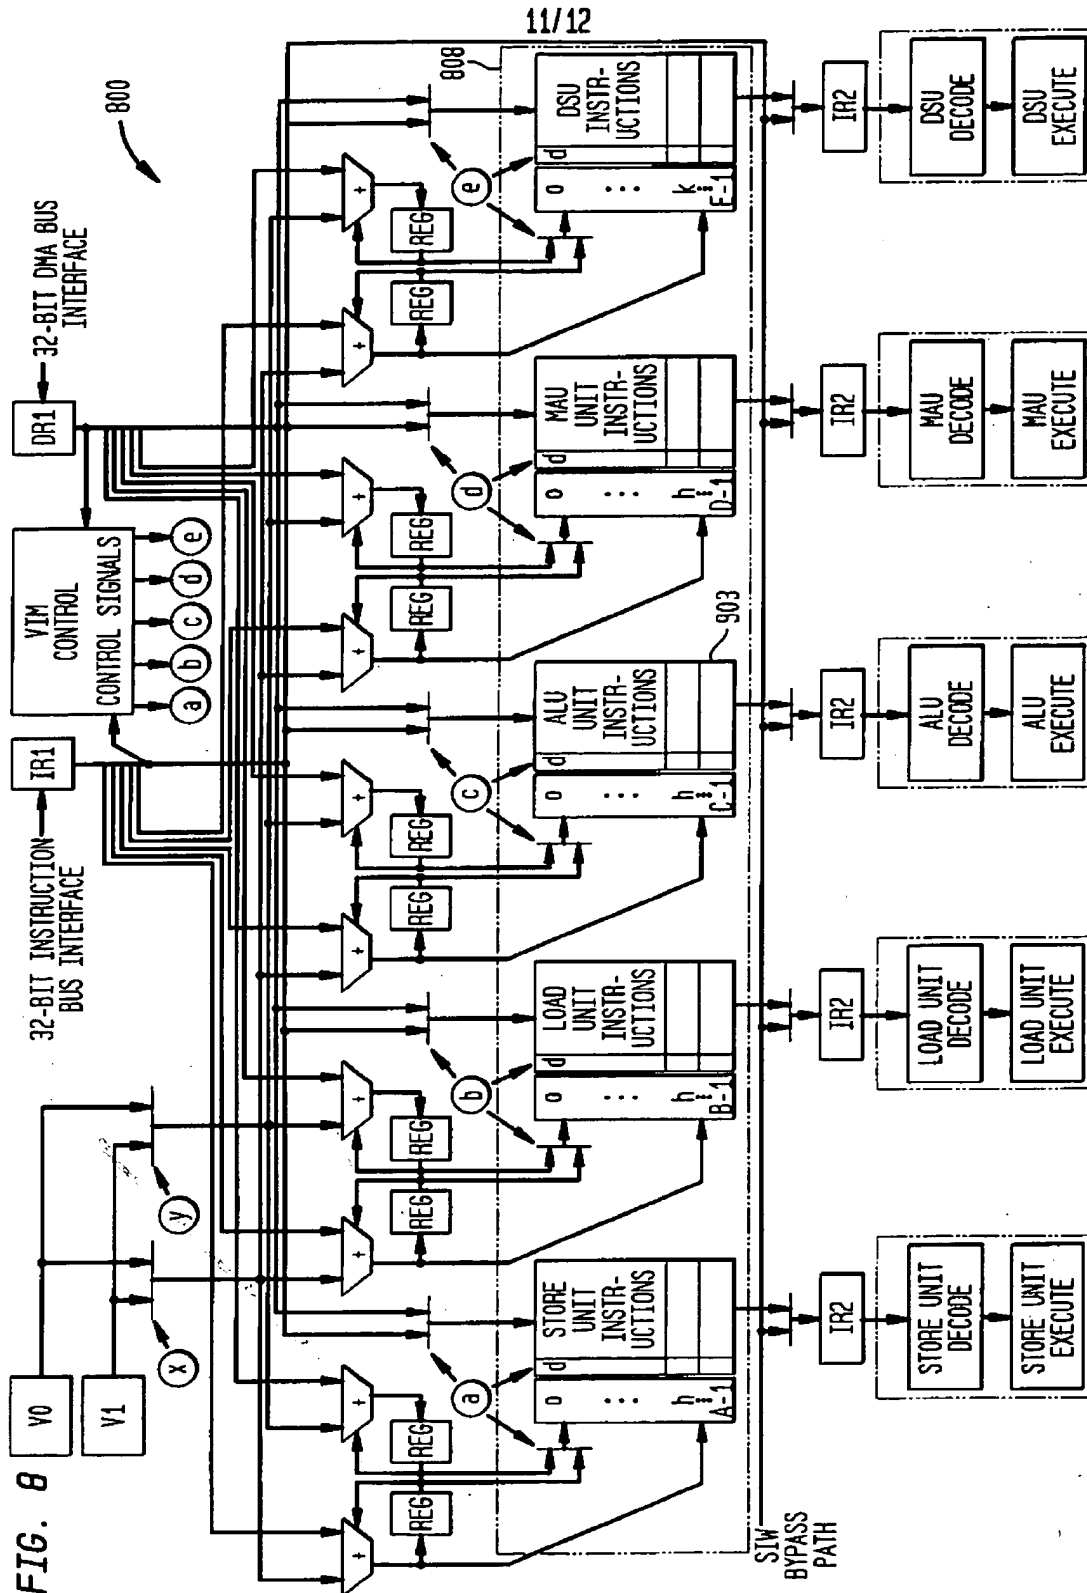 11/12
FIG. 8
800
V0
V1
x
y
32-BIT INSTRUCTION
BUS INTERFACE
IR1
VIM
CONTROL
CONTROL SIGNALS
a
b
c
d
e
DR1
32-BIT DMA BUS
INTERFACE
+
+
+
+
+
+
+
+
+
+
REG
REG
REG
REG
REG
REG
REG
REG
REG
REG
a
b
c
d
e
808
0
⋮
h
A-1
d
STORE
UNIT
INSTR-
UCTIONS
0
⋮
h
B-1
d
LOAD
UNIT
INSTR-
UCTIONS
0
⋮
h
C-1
d
ALU
UNIT
INSTR-
UCTIONS
903
0
⋮
h
D-1
d
MAU
UNIT
INSTR-
UCTIONS
0
⋮
k
E-1
d
DSU
INSTR-
UCTIONS
SIW
BYPASS
PATH
IR2
IR2
IR2
IR2
IR2
STORE UNIT
DECODE
STORE UNIT
EXECUTE
LOAD UNIT
DECODE
LOAD UNIT
EXECUTE
ALU
DECODE
ALU
EXECUTE
MAU
DECODE
MAU
EXECUTE
DSU
DECODE
DSU
EXECUTE